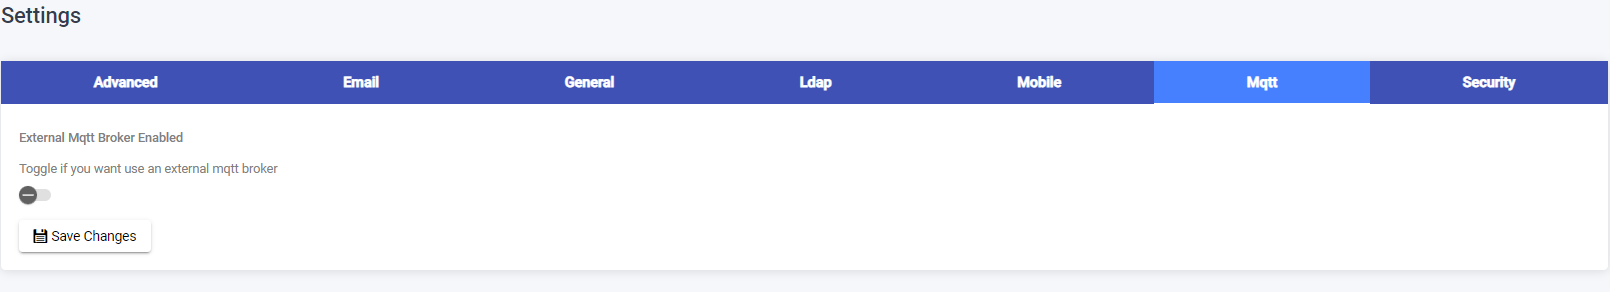 Settings
Advanced Email General Ldap Mobile Mqtt Security
External Mqtt Broker Enabled
Toggle if you want use an external mqtt broker
Save Changes